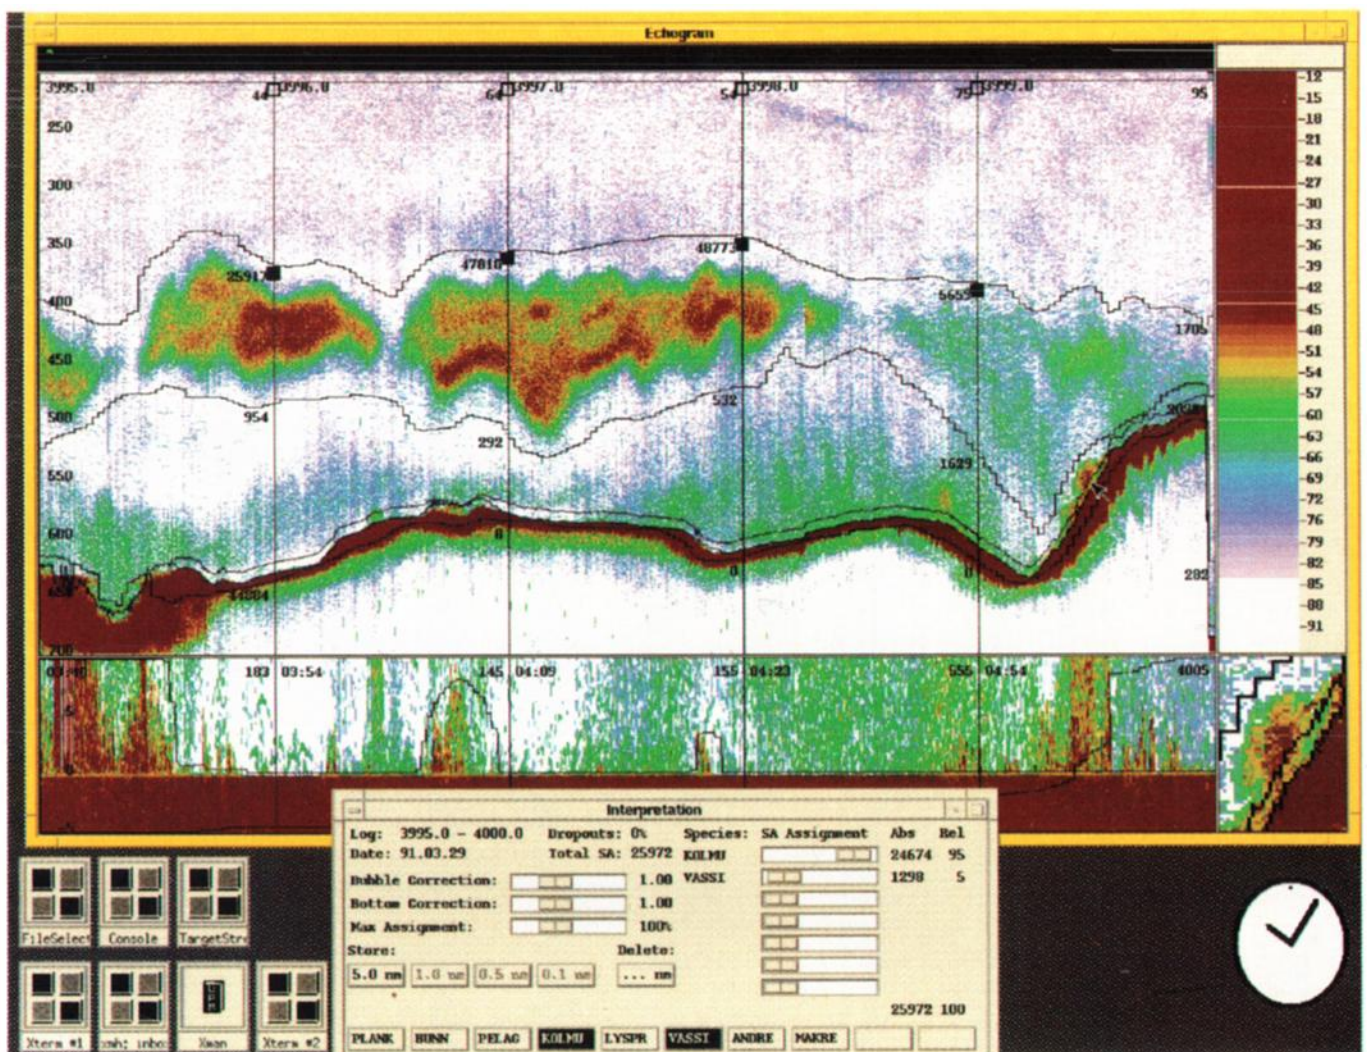 Echogram
3995.0 44 3996.0 64 3997.0 54 3998.0 79 3999.0 95
250
300
350
400
450
500
550
600
650
700
25917 47810 48773 5659 1705
954 292 532 1629
44884 0 0 0 282
-12
-15
-18
-21
-24
-27
-30
-33
-36
-39
-42
-45
-48
-51
-54
-57
-60
-63
-66
-69
-72
-76
-79
-82
-85
-88
-91
183 03:54 145 04:09 155 04:23 555 04:54 4005
5
0
Interpretation
Log: 3995.0 - 4000.0 Dropouts: 0% Species: SA Assignment Abs Rel
Date: 91.03.29 Total SA: 25972 KOLMU 24674 95
Bubble Correction: 1.00 VASSI 1298 5
Bottom Correction: 1.00
Max Assignment: 100%
Store: Delete:
5.0 nm 1.0 nm 0.5 nm 0.1 nm ... nm
25972 100
PLANK BUNN PELAG KOLMU LYSPR VASSI ANDRE MAKRE
FileSelect Console TargetStr
Xterm #1 xmh: inbo Xman Xterm #2